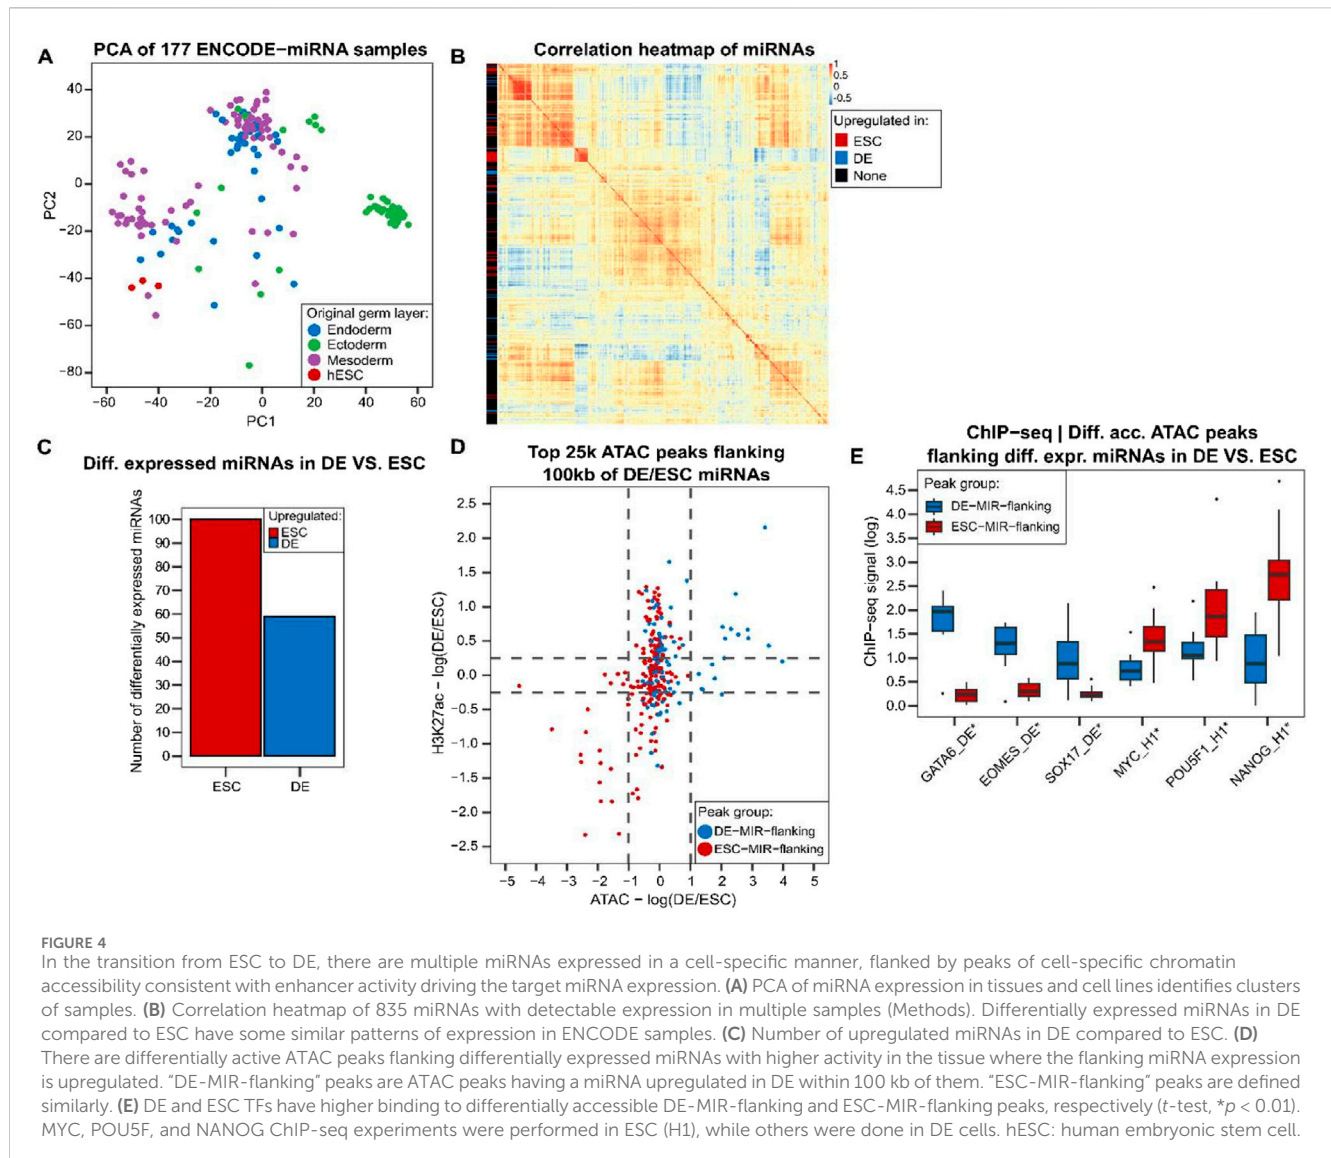 A
PCA of 177 ENCODE−miRNA samples
PC2
40
20
0
−20
−40
−60
−80
−60
−40
−20
0
20
40
60
PC1
Original germ layer:
Endoderm
Ectoderm
Mesoderm
hESC
B
Correlation heatmap of miRNAs
1
0.5
0
-0.5
Upregulated in:
ESC
DE
None
C
Diff. expressed miRNAs in DE VS. ESC
Number of differentially expressed miRNAs
100
90
80
70
60
50
40
30
20
10
0
ESC
DE
Upregulated:
ESC
DE
D
Top 25k ATAC peaks flanking
100kb of DE/ESC miRNAs
H3K27ac − log(DE/ESC)
2.5
2.0
1.5
1.0
0.5
0.0
−0.5
−1.0
−1.5
−2.0
−2.5
−5
−4
−3
−2
−1
0
1
2
3
4
5
ATAC − log(DE/ESC)
Peak group:
DE−MIR−flanking
ESC−MIR−flanking
E
ChIP−seq | Diff. acc. ATAC peaks
flanking diff. expr. miRNAs in DE VS. ESC
ChIP−seq signal (log)
4.5
4.0
3.5
3.0
2.5
2.0
1.5
1.0
0.5
0.0
Peak group:
DE−MIR−flanking
ESC−MIR−flanking
GATA6_DE*
EOMES_DE*
SOX17_DE*
MYC_H1*
POU5F1_H1*
NANOG_H1*
FIGURE 4
In the transition from ESC to DE, there are multiple miRNAs expressed in a cell-specific manner, flanked by peaks of cell-specific chromatin
accessibility consistent with enhancer activity driving the target miRNA expression. (A) PCA of miRNA expression in tissues and cell lines identifies clusters
of samples. (B) Correlation heatmap of 835 miRNAs with detectable expression in multiple samples (Methods). Differentially expressed miRNAs in DE
compared to ESC have some similar patterns of expression in ENCODE samples. (C) Number of upregulated miRNAs in DE compared to ESC. (D)
There are differentially active ATAC peaks flanking differentially expressed miRNAs with higher activity in the tissue where the flanking miRNA expression
is upregulated. “DE-MIR-flanking” peaks are ATAC peaks having a miRNA upregulated in DE within 100 kb of them. “ESC-MIR-flanking” peaks are defined
similarly. (E) DE and ESC TFs have higher binding to differentially accessible DE-MIR-flanking and ESC-MIR-flanking peaks, respectively (t-test, *p < 0.01).
MYC, POU5F, and NANOG ChIP-seq experiments were performed in ESC (H1), while others were done in DE cells. hESC: human embryonic stem cell.